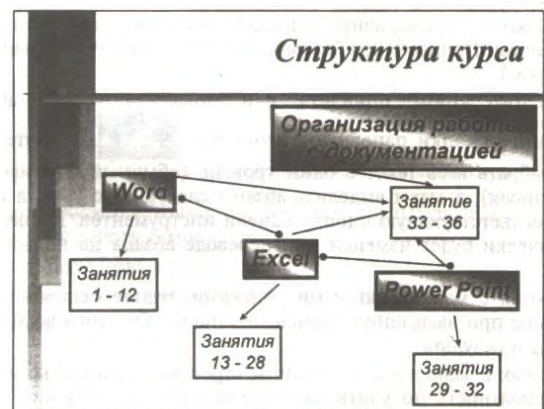 Структура курса
Организация работы
с документацией
Word
Занятие
33 - 36
Занятия
1 - 12
Excel
Power Point
Занятия
13 - 28
Занятия
29 - 32